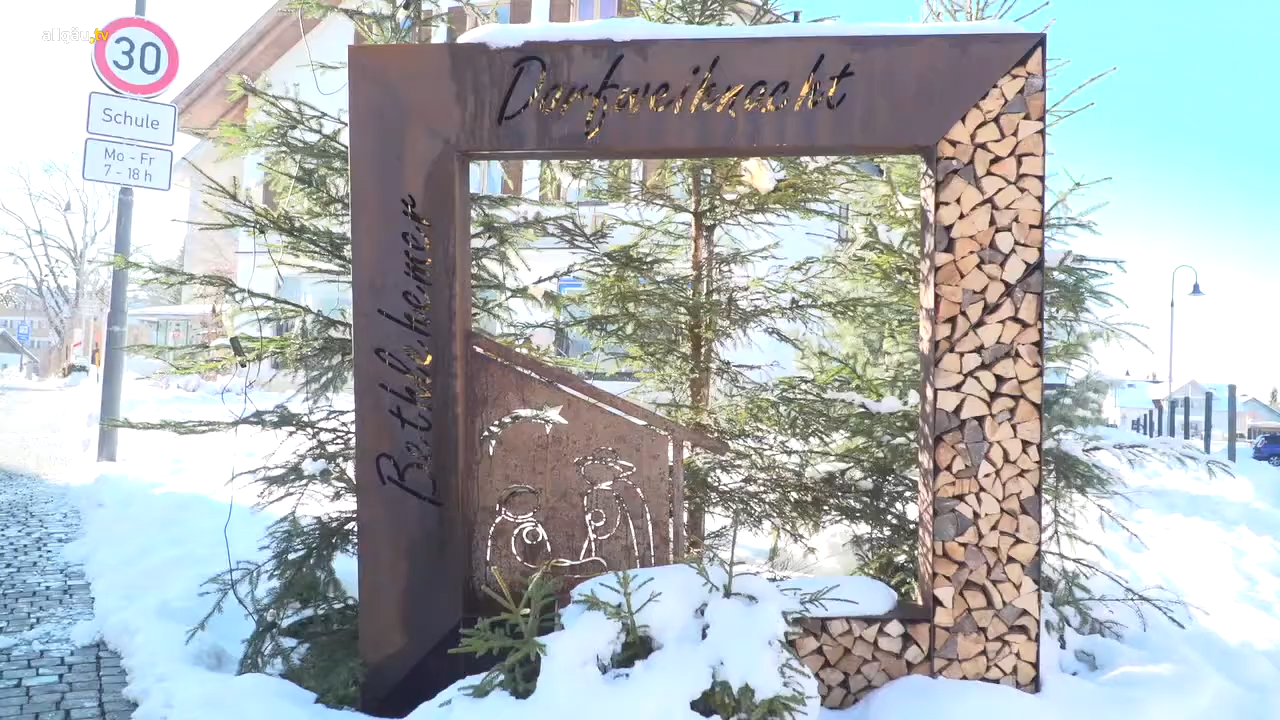 allgäu.tv
30
Schule
Mo - Fr
7 - 18 h
Bethlehemer
Dorfweihnacht